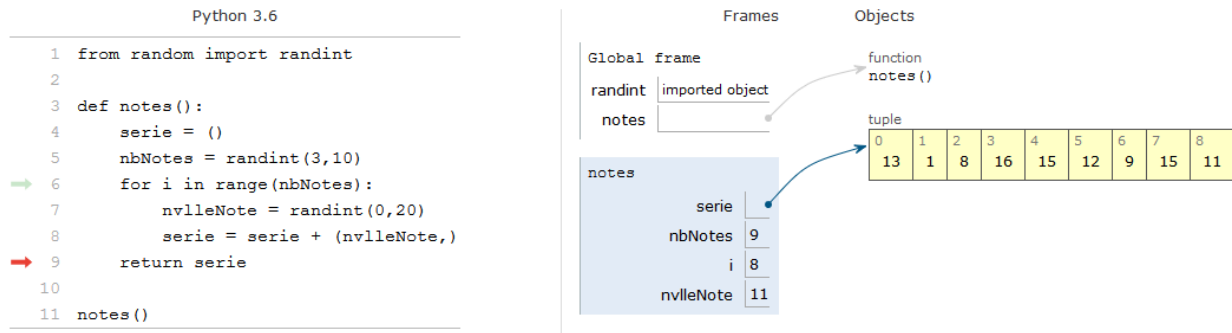 Python 3.6
1 from random import randint
2
3 def notes():
4     serie = ()
5     nbNotes = randint(3,10)
6     for i in range(nbNotes):
7         nvlleNote = randint(0,20)
8         serie = serie + (nvlleNote,)
9     return serie
10
11 notes()
Frames Objects
Global frame
randint imported object
notes
function
notes()
tuple
0 1 2 3 4 5 6 7 8
13 1 8 16 15 12 9 15 11
notes
serie
nbNotes 9
i 8
nvlleNote 11